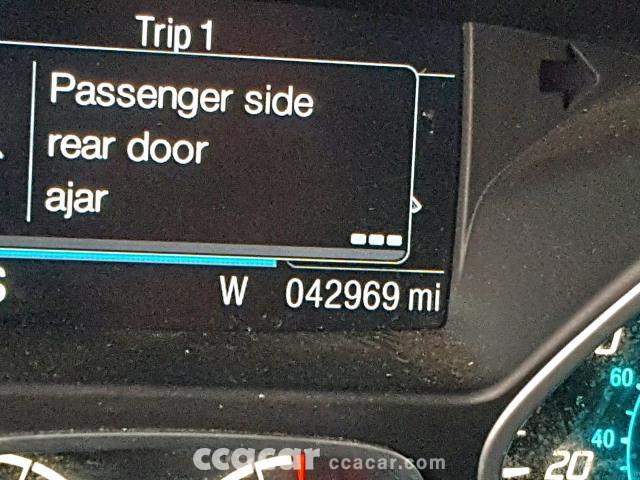 Trip 1
Passenger side
rear door
ajar
W 042969 mi
60
40
20
ccacar ccacar.com